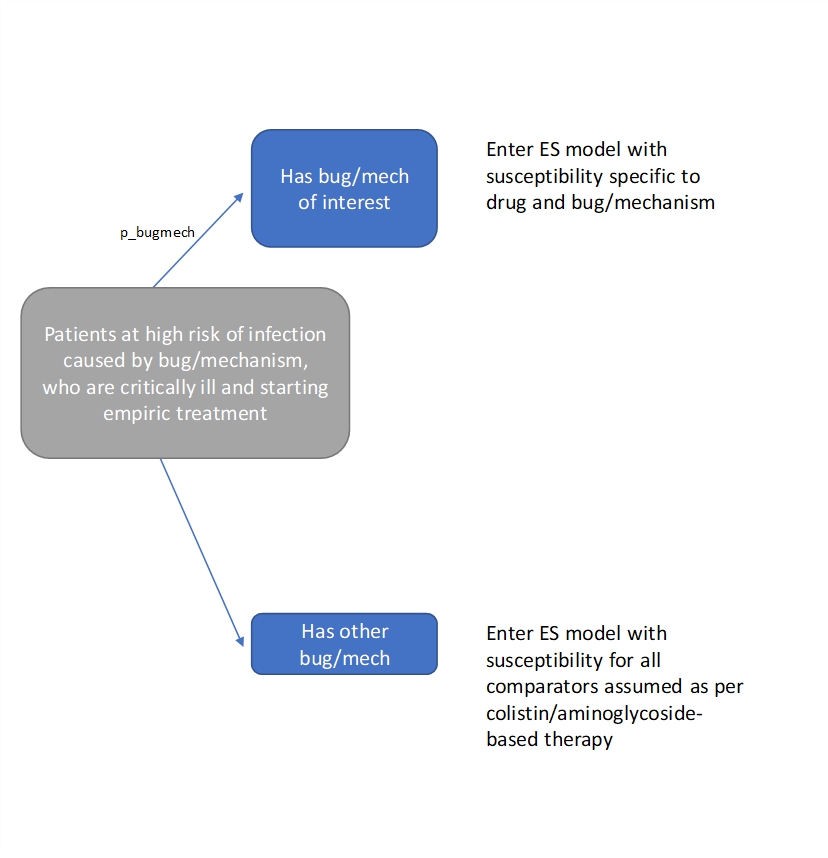 Has bug/mech
of interest
Enter ES model with
susceptibility specific to
drug and bug/mechanism
p_bugmech
Patients at high risk of infection
caused by bug/mechanism,
who are critically ill and starting
empiric treatment
Has other
bug/mech
Enter ES model with
susceptibility for all
comparators assumed as per
colistin/aminoglycoside-
based therapy